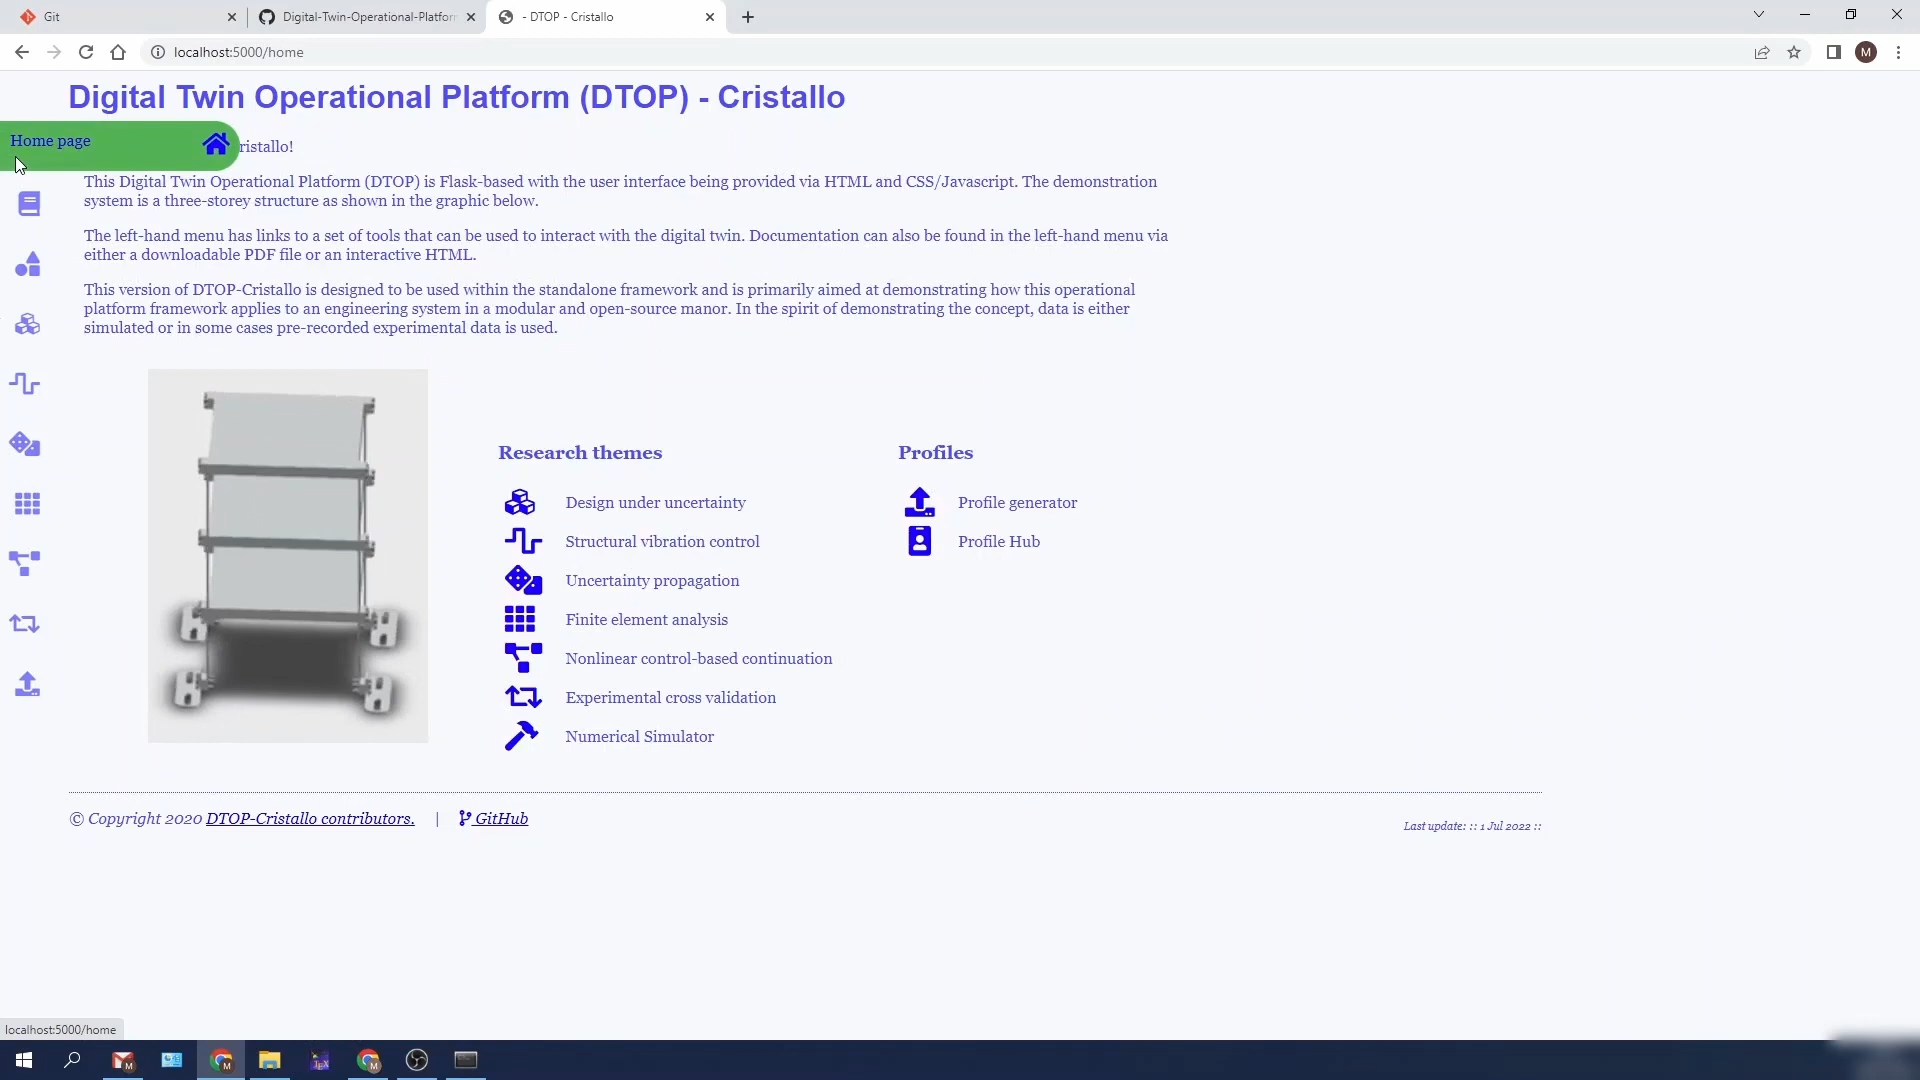 Git
Digital-Twin-Operational-Platforn
- DTOP - Cristallo
localhost:5000/home
M
Digital Twin Operational Platform (DTOP) - Cristallo
Home page
ristallo!
This Digital Twin Operational Platform (DTOP) is Flask-based with the user interface being provided via HTML and CSS/Javascript. The demonstration
system is a three-storey structure as shown in the graphic below.
The left-hand menu has links to a set of tools that can be used to interact with the digital twin. Documentation can also be found in the left-hand menu via
either a downloadable PDF file or an interactive HTML.
This version of DTOP-Cristallo is designed to be used within the standalone framework and is primarily aimed at demonstrating how this operational
platform framework applies to an engineering system in a modular and open-source manor. In the spirit of demonstrating the concept, data is either
simulated or in some cases pre-recorded experimental data is used.
Research themes
Design under uncertainty
Structural vibration control
Uncertainty propagation
Finite element analysis
Nonlinear control-based continuation
Experimental cross validation
Numerical Simulator
Profiles
Profile generator
Profile Hub
© Copyright 2020 DTOP-Cristallo contributors. | GitHub
Last update: :: 1 Jul 2022 ::
localhost:5000/home